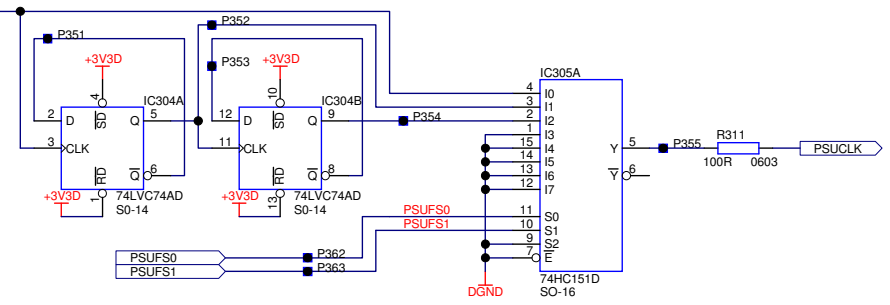 P351
P352
P353
+3V3D
+3V3D
4
10
IC304A
IC304B
2 D SD Q 5
12 D SD Q 9
P354
3 CLK
11 CLK
RD Q 6
RD Q 8
+3V3D
1
+3V3D
13
74LVC74AD
S0-14
74LVC74AD
S0-14
IC305A
4 I0
3 I1
2 I2
1 I3
15 I4
14 I5
13 I6
12 I7
Y 5
Y 6
P355
R311
100R 0603
PSUCLK
PSUFS0
11 S0
PSUFS1
10 S1
9 S2
7 E
74HC151D
SO-16
PSUFS0
P362
PSUFS1
P363
DGND